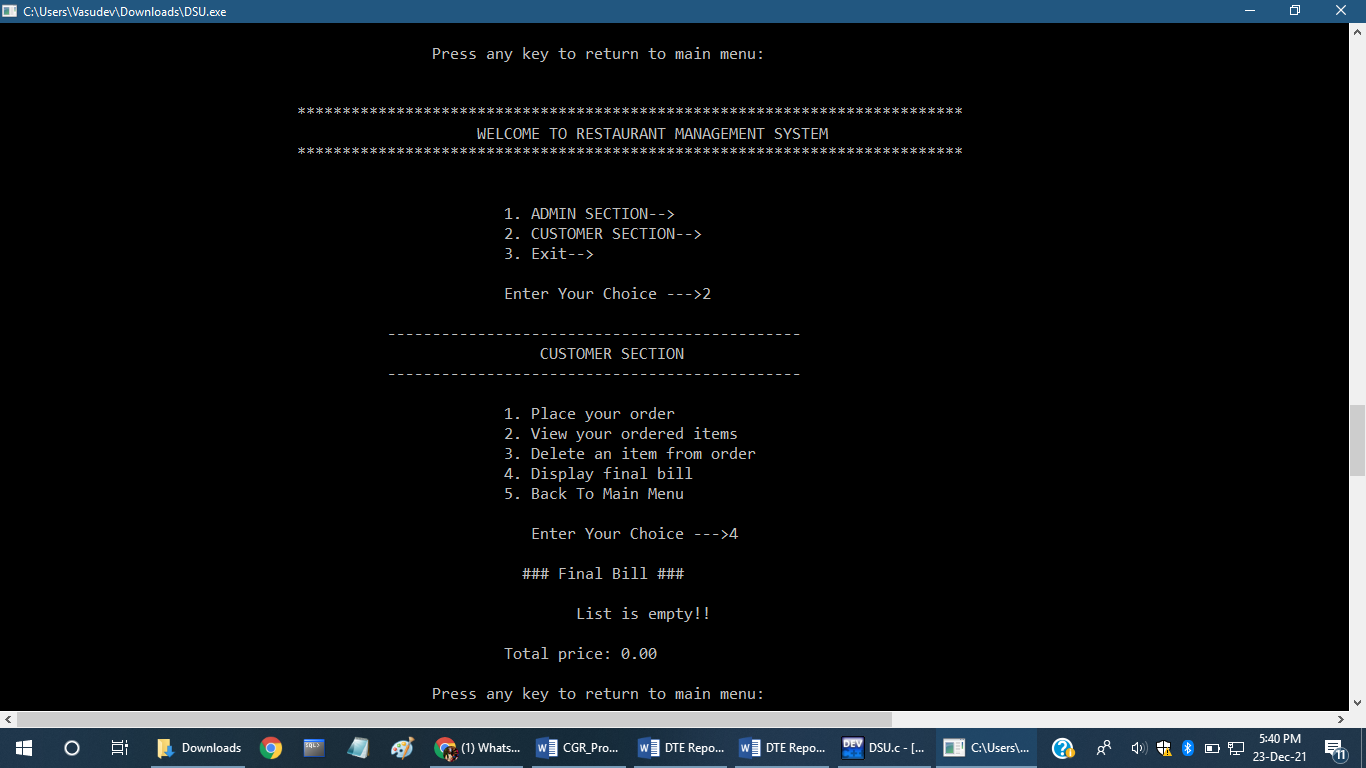 C:\Users\Vasudev\Downloads\DSU.exe
Press any key to return to main menu:
**************************************************************************
WELCOME TO RESTAURANT MANAGEMENT SYSTEM
**************************************************************************
1. ADMIN SECTION-->
2. CUSTOMER SECTION-->
3. Exit-->
Enter Your Choice --->2
----------------------------------------------
CUSTOMER SECTION
----------------------------------------------
1. Place your order
2. View your ordered items
3. Delete an item from order
4. Display final bill
5. Back To Main Menu
Enter Your Choice --->4
### Final Bill ###
List is empty!!
Total price: 0.00
Press any key to return to main menu:
Downloads
SQL>
(1) Whats...
CGR_Pro...
DTE Repo...
DTE Repo...
DEV
DSU.c - [...
C:\Users\...
5:40 PM
23-Dec-21
11